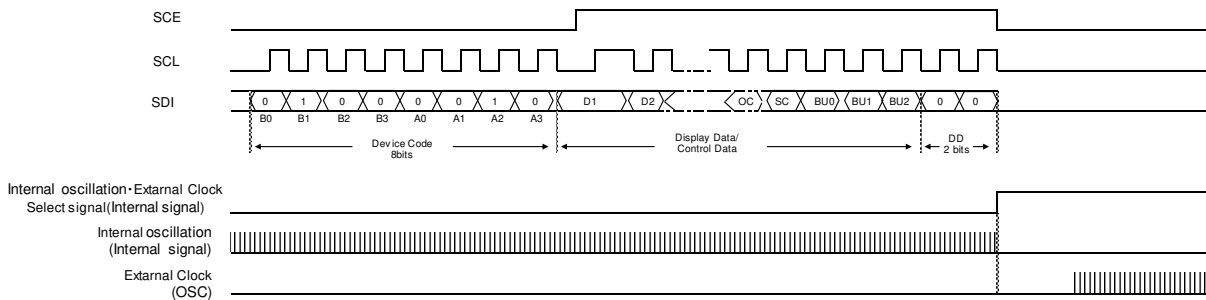 SCE
SCL
SDI
0 1 0 0 0 0 1 0 D1 D2 OC SC BU0 BU1 BU2 0 0
B0 B1 B2 B3 A0 A1 A2 A3
Device Code
8bits
Display Data/
Control Data
DD
2 bits
Internal oscillation・Extarnal Clock
Select signal(Internal signal)
Internal oscillation
(Internal signal)
Extarnal Clock
(OSC)